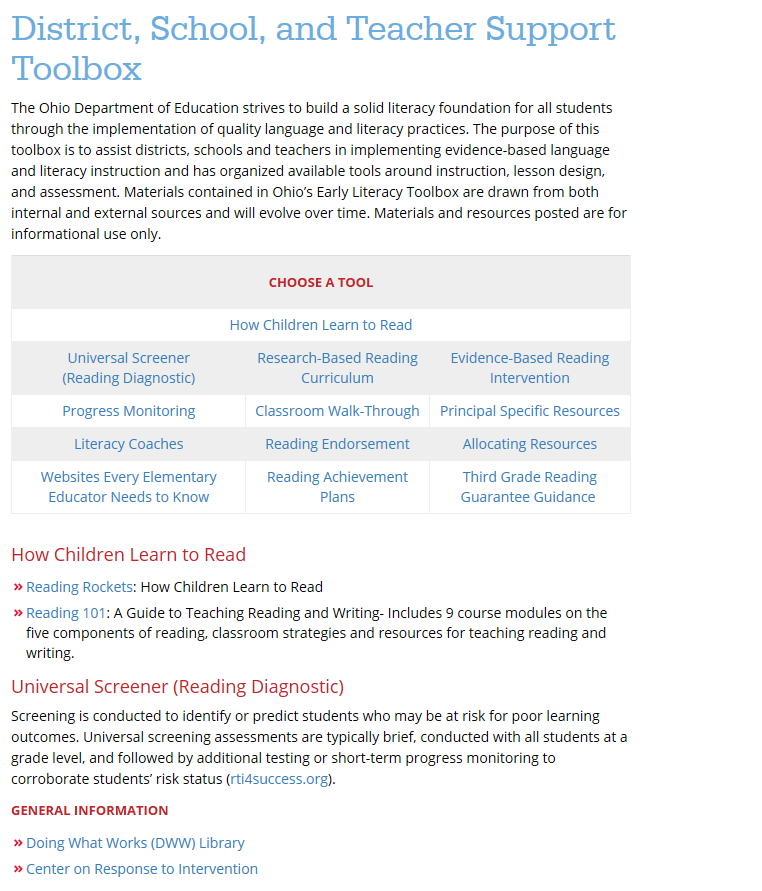 District, School, and Teacher Support
Toolbox
The Ohio Department of Education strives to build a solid literacy foundation for all students
through the implementation of quality language and literacy practices. The purpose of this
toolbox is to assist districts, schools and teachers in implementing evidence-based language
and literacy instruction and has organized available tools around instruction, lesson design,
and assessment. Materials contained in Ohio’s Early Literacy Toolbox are drawn from both
internal and external sources and will evolve over time. Materials and resources posted are for
informational use only.
CHOOSE A TOOL
How Children Learn to Read
Universal Screener
(Reading Diagnostic)
Research-Based Reading
Curriculum
Evidence-Based Reading
Intervention
Progress Monitoring
Classroom Walk-Through
Principal Specific Resources
Literacy Coaches
Reading Endorsement
Allocating Resources
Websites Every Elementary
Educator Needs to Know
Reading Achievement
Plans
Third Grade Reading
Guarantee Guidance
How Children Learn to Read
» Reading Rockets: How Children Learn to Read
» Reading 101: A Guide to Teaching Reading and Writing- Includes 9 course modules on the
five components of reading, classroom strategies and resources for teaching reading and
writing.
Universal Screener (Reading Diagnostic)
Screening is conducted to identify or predict students who may be at risk for poor learning
outcomes. Universal screening assessments are typically brief, conducted with all students at a
grade level, and followed by additional testing or short-term progress monitoring to
corroborate students’ risk status (rti4success.org).
GENERAL INFORMATION
» Doing What Works (DWW) Library
» Center on Response to Intervention